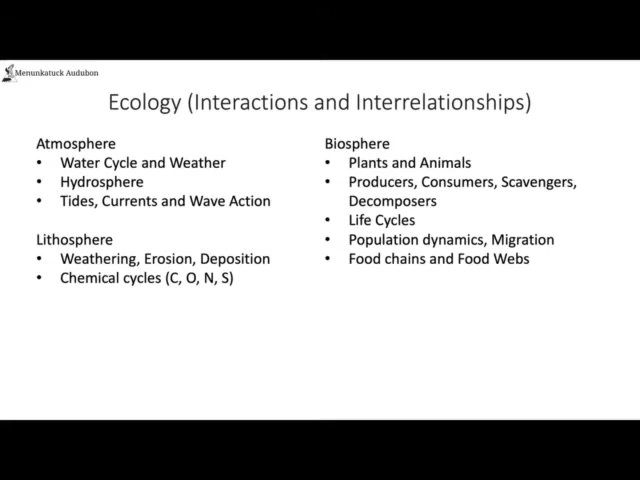 Menunkatuck Audubon
Ecology (Interactions and Interrelationships)
Atmosphere
• Water Cycle and Weather
• Hydrosphere
• Tides, Currents and Wave Action
Lithosphere
• Weathering, Erosion, Deposition
• Chemical cycles (C, O, N, S)
Biosphere
• Plants and Animals
• Producers, Consumers, Scavengers,
Decomposers
• Life Cycles
• Population dynamics, Migration
• Food chains and Food Webs